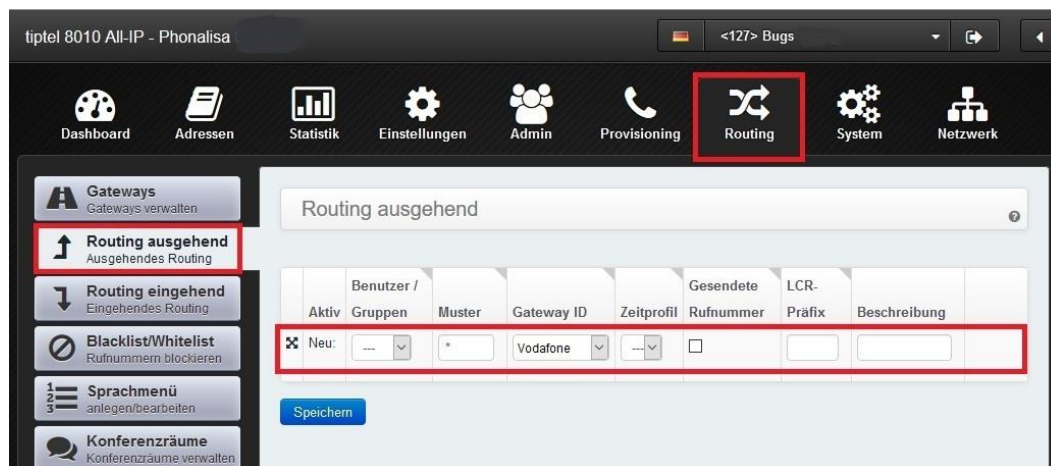 tiptel 8010 All-IP - Phonalisa
<127> Bugs
Dashboard Adressen Statistik Einstellungen Admin Provisioning Routing System Netzwerk
Gateways
Gateways verwalten
Routing ausgehend
Ausgehendes Routing
Routing eingehend
Eingehendes Routing
Blacklist/Whitelist
Rufnummern blockieren
Sprachmenü
anlegen/bearbeiten
Konferenzräume
Konferenzräume verwalten
Routing ausgehend
Aktiv Benutzer / Gruppen Muster Gateway ID Zeitprofil Gesendete Rufnummer LCR-Präfix Beschreibung
Neu: --- * Vodafone ---
Speichern